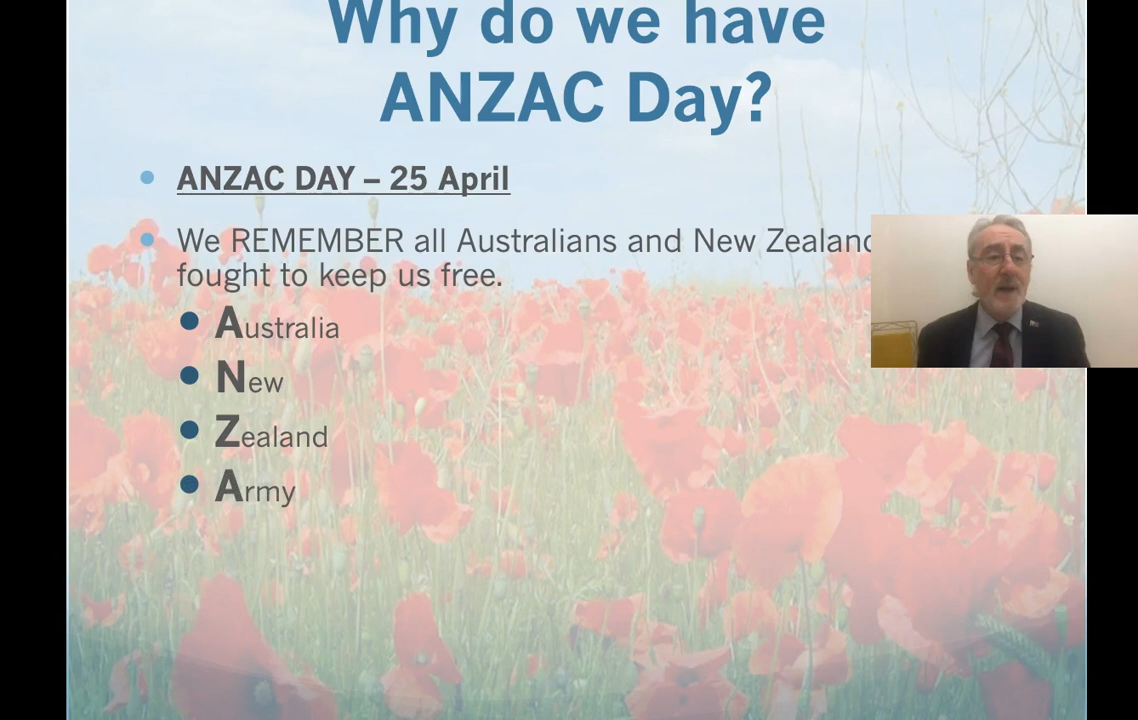 Why do we have
ANZAC Day?
ANZAC DAY – 25 April
We REMEMBER all Australians and New
fought to keep us free.
Australia
New
Zealand
Army